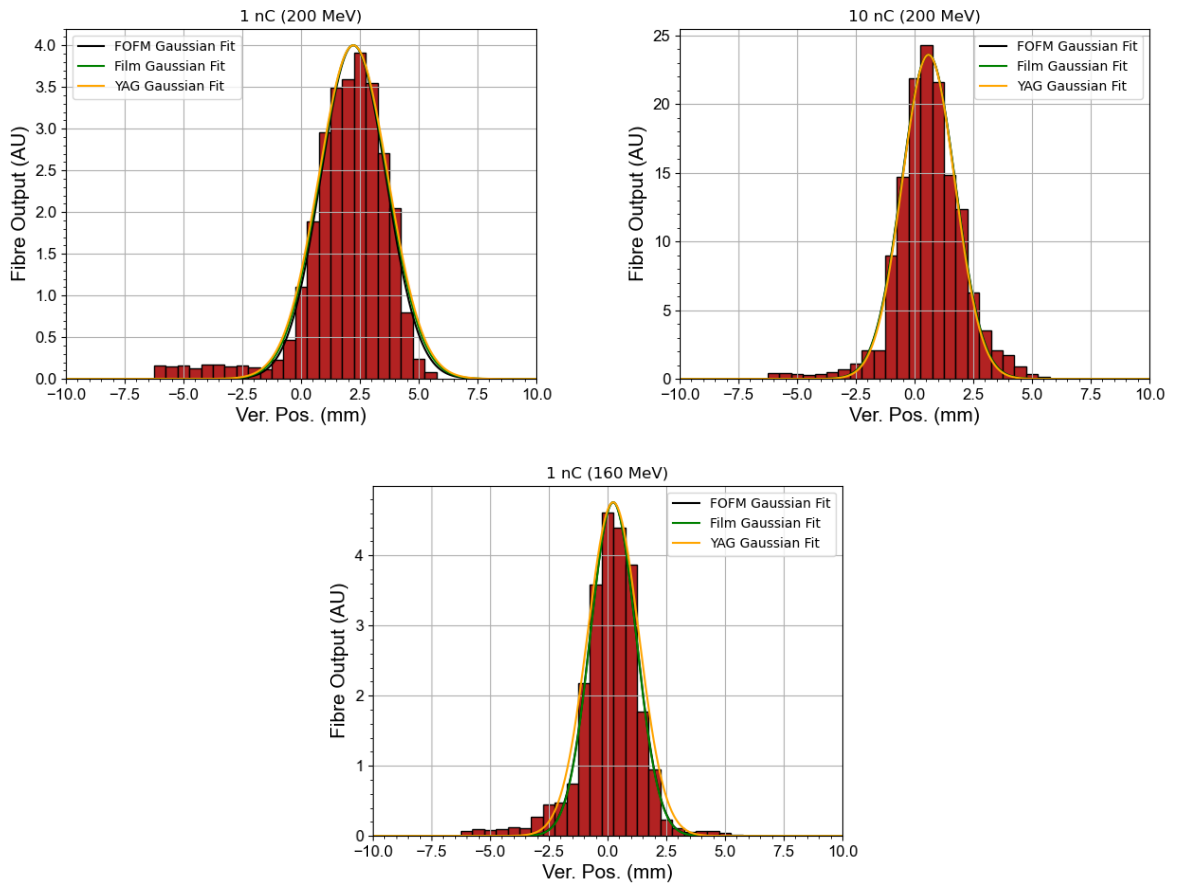 1 nC (200 MeV)
FOFM Gaussian Fit
Film Gaussian Fit
YAG Gaussian Fit
Fibre Output (AU)
4.0
3.5
3.0
2.5
2.0
1.5
1.0
0.5
0.0
−10.0 −7.5 −5.0 −2.5 0.0 2.5 5.0 7.5 10.0
Ver. Pos. (mm)
10 nC (200 MeV)
FOFM Gaussian Fit
Film Gaussian Fit
YAG Gaussian Fit
Fibre Output (AU)
25
20
15
10
5
0
−10.0 −7.5 −5.0 −2.5 0.0 2.5 5.0 7.5 10.0
Ver. Pos. (mm)
1 nC (160 MeV)
FOFM Gaussian Fit
Film Gaussian Fit
YAG Gaussian Fit
Fibre Output (AU)
4
3
2
1
0
−10.0 −7.5 −5.0 −2.5 0.0 2.5 5.0 7.5 10.0
Ver. Pos. (mm)